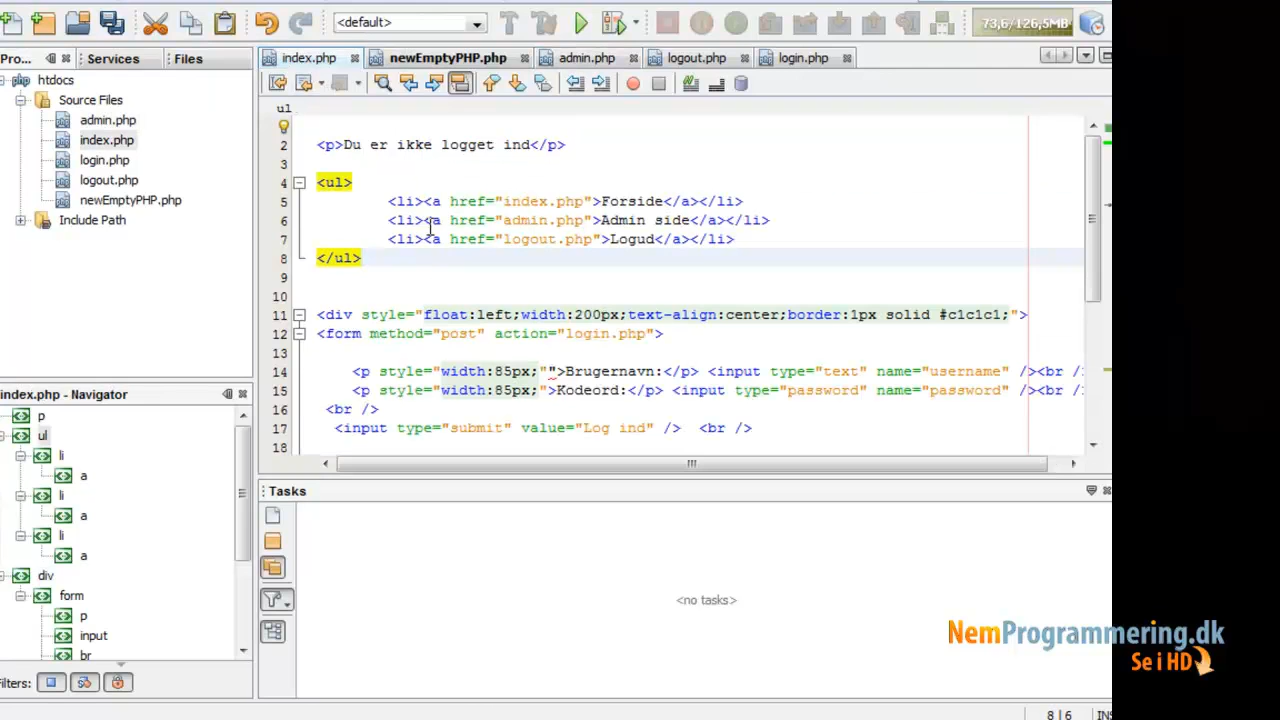 <default>
73,6/126,5MB
Pro...
Services
Files
index.php
newEmptyPHP.php
admin.php
logout.php
login.php
htdocs
Source Files
admin.php
index.php
login.php
logout.php
newEmptyPHP.php
Include Path
ul
2 <p>Du er ikke logget ind</p>
3
4 <ul>
5 <li><a href="index.php">Forside</a></li>
6 <li><a href="admin.php">Admin side</a></li>
7 <li><a href="logout.php">Logud</a></li>
8 </ul>
9
10
11 <div style="float:left;width:200px;text-align:center;border:1px solid #c1c1c1;">
12 <form method="post" action="login.php">
13
14 <p style="width:85px;"">Brugernavn:</p> <input type="text" name="username" /><br /
15 <p style="width:85px;">Kodeord:</p> <input type="password" name="password" /><br /
16 <br />
17 <input type="submit" value="Log ind" /> <br />
18
index.php - Navigator
p
ul
li
a
li
a
li
a
div
form
p
input
br
Filters:
Tasks
<no tasks>
NemProgrammering.dk
Se i HD
8|6
INS